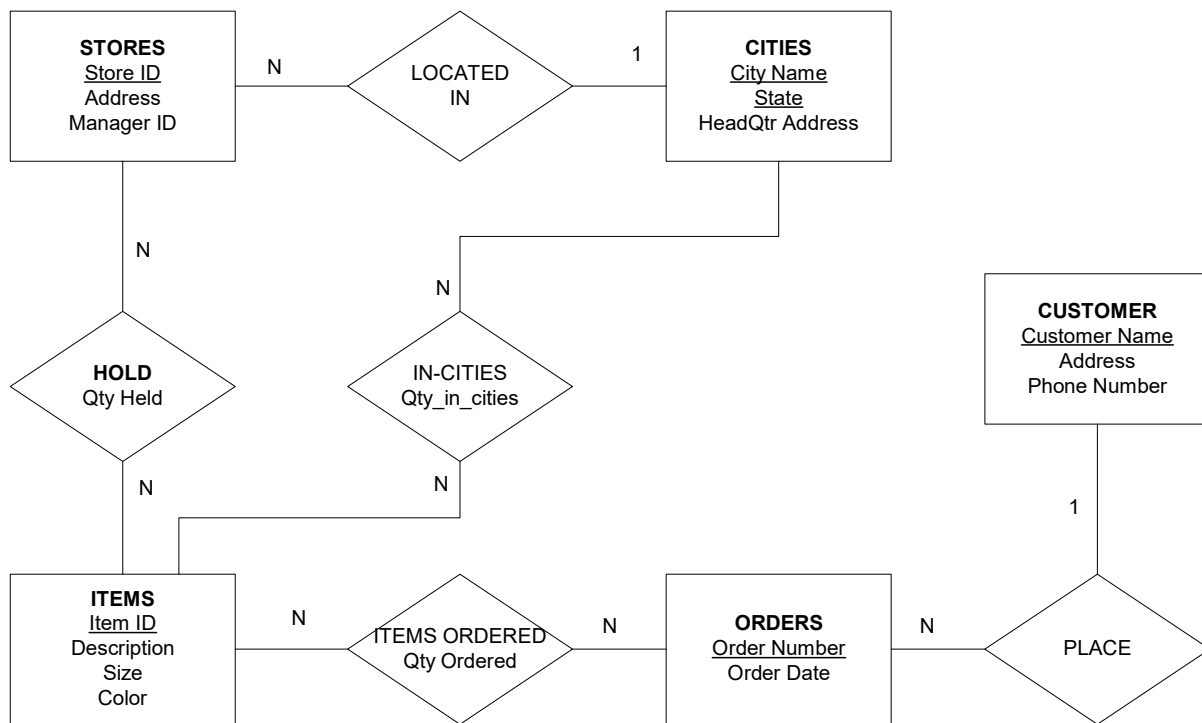 STORES
Store ID
Address
Manager ID
N
LOCATED
IN
1
CITIES
City Name
State
HeadQtr Address
N
N
CUSTOMER
Customer Name
Address
Phone Number
HOLD
Qty Held
IN-CITIES
Qty_in_cities
N
N
1
ITEMS
Item ID
Description
Size
Color
N
ITEMS ORDERED
Qty Ordered
N
ORDERS
Order Number
Order Date
N
PLACE